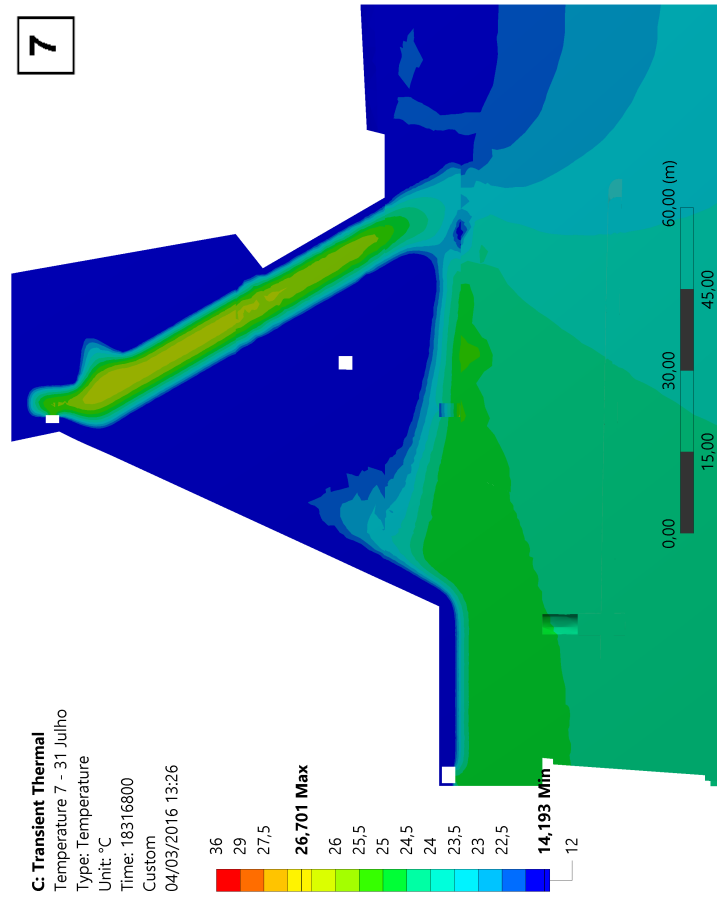 7
C: Transient Thermal
Temperature 7 - 31 Julho
Type: Temperature
Unit: °C
Time: 18316800
Custom
04/03/2016 13:26
36
29
27,5
26,701 Max
26
25,5
25
24,5
24
23,5
23
22,5
14,193 Min
12
0,00
15,00
30,00
45,00
60,00 (m)